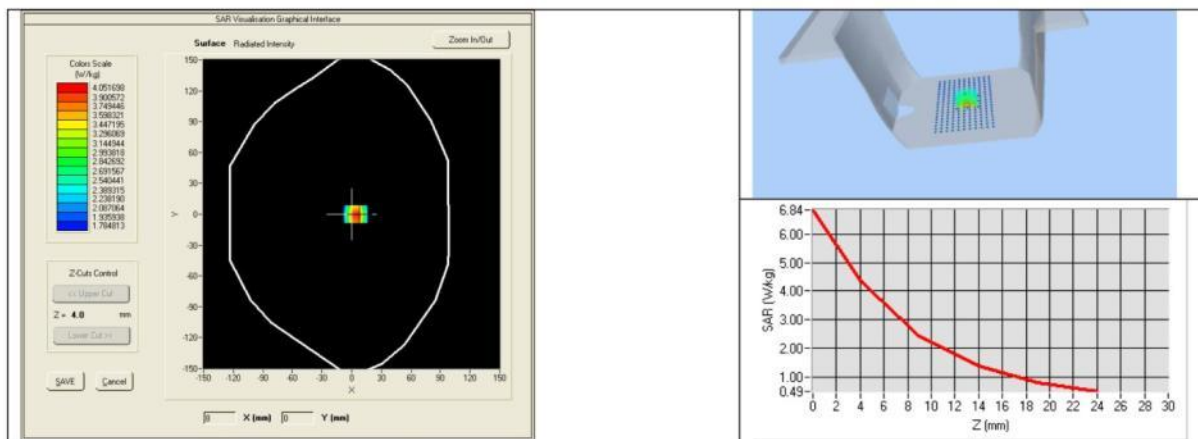 SAR Visualisation Graphical Interface
Surface Radiated Intensity
Zoom In/Out
Colors Scale
(W/kg)
4.051698
3.900572
3.749446
3.598321
3.447195
3.296069
3.144944
2.993818
2.842692
2.691567
2.540441
2.389315
2.238190
2.087064
1.935938
1.784813
Z-Cuts Control
<< Upper Cut
Z = 4.0 mm
Lower Cut >>
SAVE Cancel
150
120
90
60
30
0
-30
-60
-90
-120
-150
Y
-150 -120 -90 -60 -30 0 30 60 90 120 150
X
8 X (mm) 0 Y (mm)
6.84
6.00
5.00
4.00
3.00
2.00
1.00
0.49
SAR (W/kg)
0 2 4 6 8 10 12 14 16 18 20 22 24 26 28 30
Z (mm)